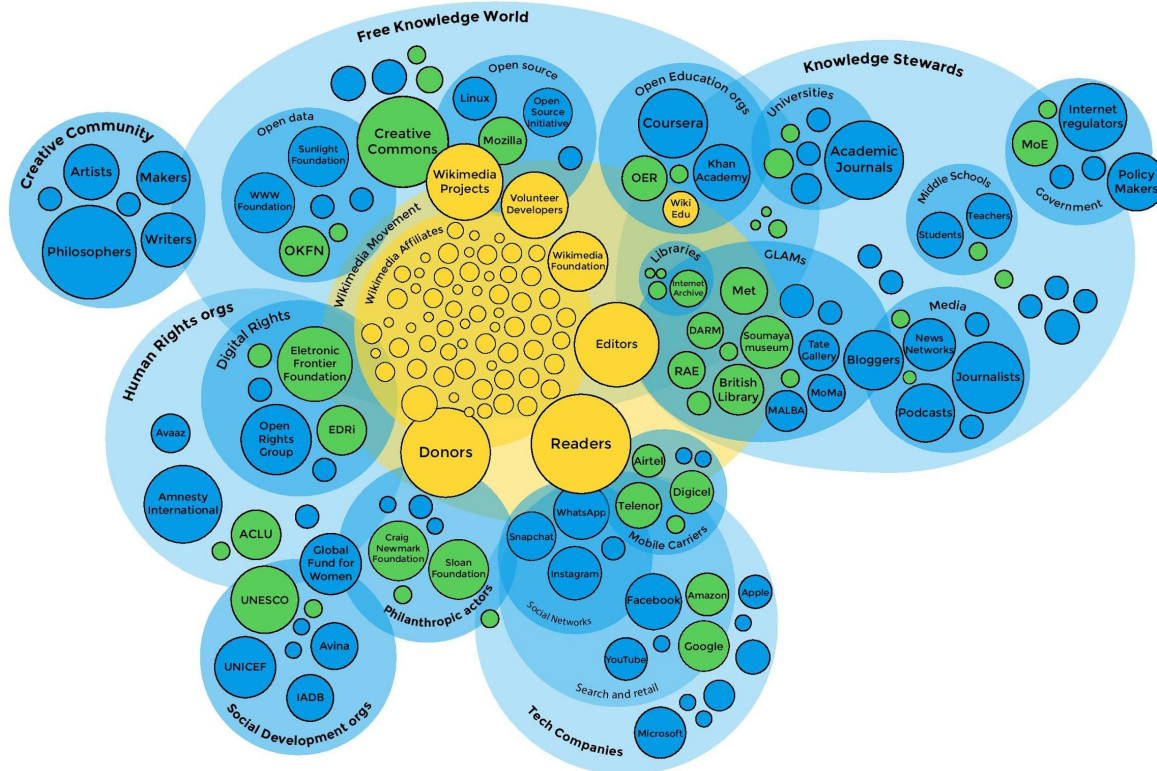 Free Knowledge World
Open source
Linux
Open
Source
Initiative
Mozilla
Creative
Commons
Open data
Sunlight
Foundation
WWW
Foundation
OKFN
Creative Community
Artists
Makers
Philosophers
Writers
Wikimedia
Projects
Volunteer
Developers
Wikimedia
Foundation
Wikimedia Movement
Wikimedia Affiliates
Editors
Readers
Donors
Open Education orgs
Coursera
Khan
Academy
OER
Wiki
Edu
Knowledge Stewards
Universities
Academic
Journals
Internet
regulators
MoE
Policy
Makers
Government
Middle Schools
Teachers
Students
Libraries
Internet
Archive
GLAMs
Met
DARM
Soumaya
museum
Tate
Gallery
RAE
British
Library
MALBA
MoMa
Media
Bloggers
News
Networks
Journalists
Podcasts
Human Rights orgs
Digital Rights
Eletronic
Frontier
Foundation
EDRi
Open
Rights
Group
Avaaz
Amnesty
International
ACLU
Global
Fund for
Women
UNESCO
Avina
UNICEF
IADB
Social Development orgs
Craig
Newmark
Foundation
Sloan
Foundation
Philanthropic actors
Airtel
Telenor
Digicel
Mobile Carriers
WhatsApp
Snapchat
Instagram
Social Networks
Facebook
Amazon
Apple
Google
YouTube
Search and retail
Microsoft
Tech Companies